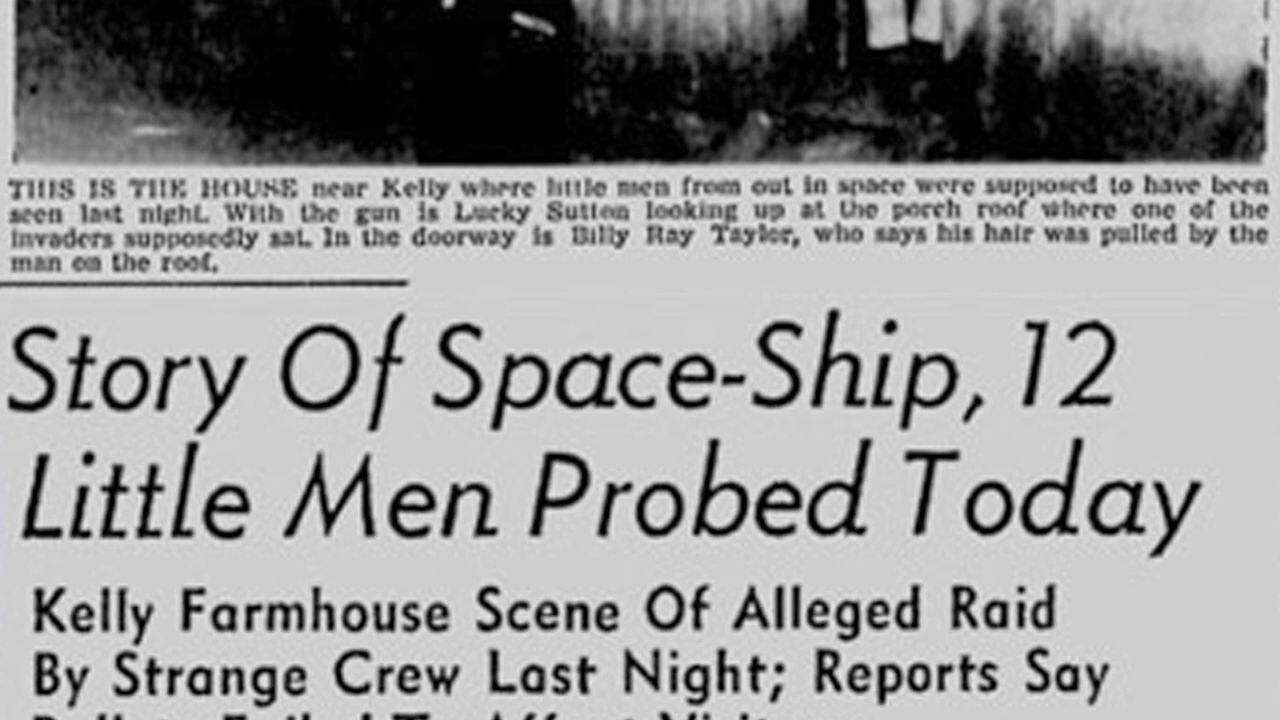 THIS IS THE HOUSE near Kelly where little men from out in space were supposed to have been
seen last night. With the gun is Lucky Sutton looking up at the porch roof where one of the
invaders supposedly sat. In the doorway is Billy Ray Taylor, who says his hair was pulled by the
man on the roof.
Story Of Space-Ship, 12
Little Men Probed Today
Kelly Farmhouse Scene Of Alleged Raid
By Strange Crew Last Night; Reports Say